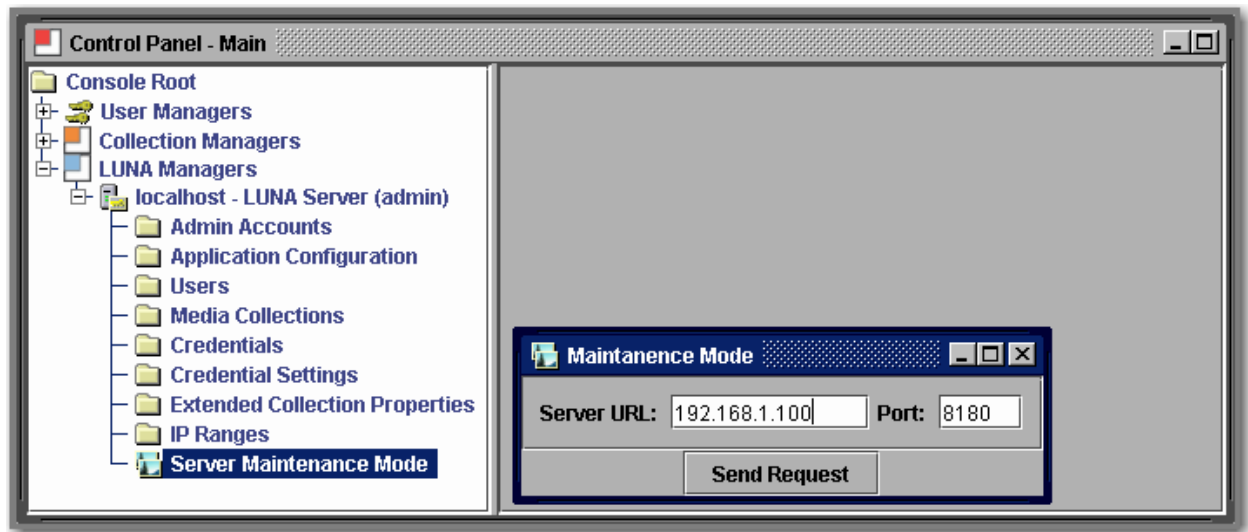 Control Panel - Main
Console Root
User Managers
Collection Managers
LUNA Managers
localhost - LUNA Server (admin)
Admin Accounts
Application Configuration
Users
Media Collections
Credentials
Credential Settings
Extended Collection Properties
IP Ranges
Server Maintenance Mode
Maintanence Mode
Server URL: 192.168.1.100 Port: 8180
Send Request